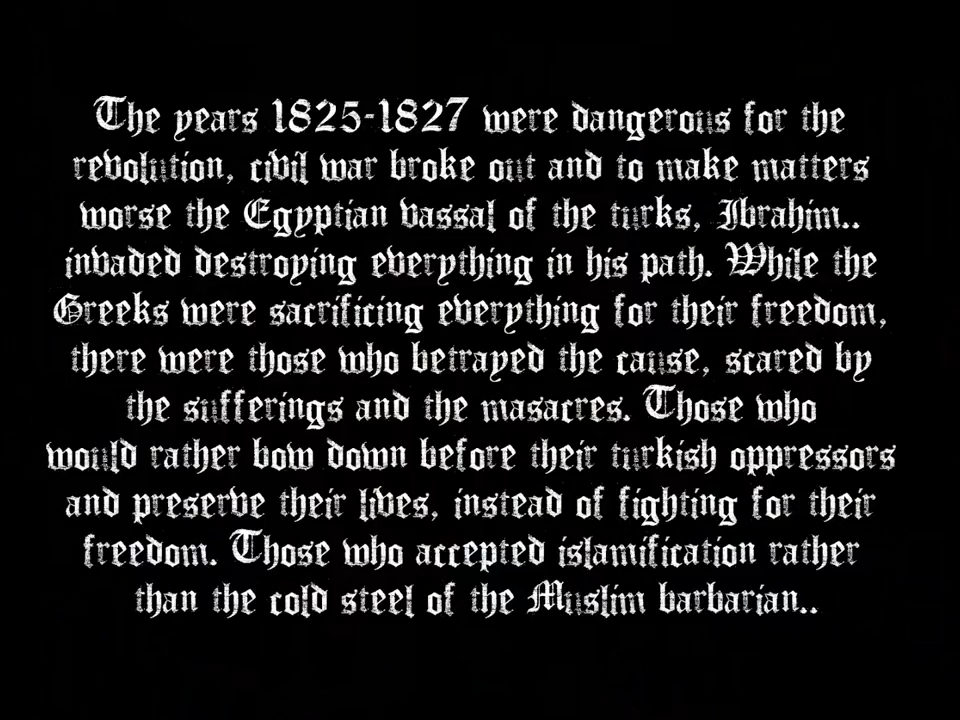 The years 1825-1827 were dangerous for the
revolution, civil war broke out and to make matters
worse the Egyptian vassal of the turks, Ibrahim..
invaded destroying everything in his path. While the
Greeks were sacrificing everything for their freedom,
there were those who betrayed the cause, scared by
the sufferings and the masacres. Those who
would rather bow down before their turkish oppressors
and preserve their lives, instead of fighting for their
freedom. Those who accepted islamification rather
than the cold steel of the Muslim barbarian..